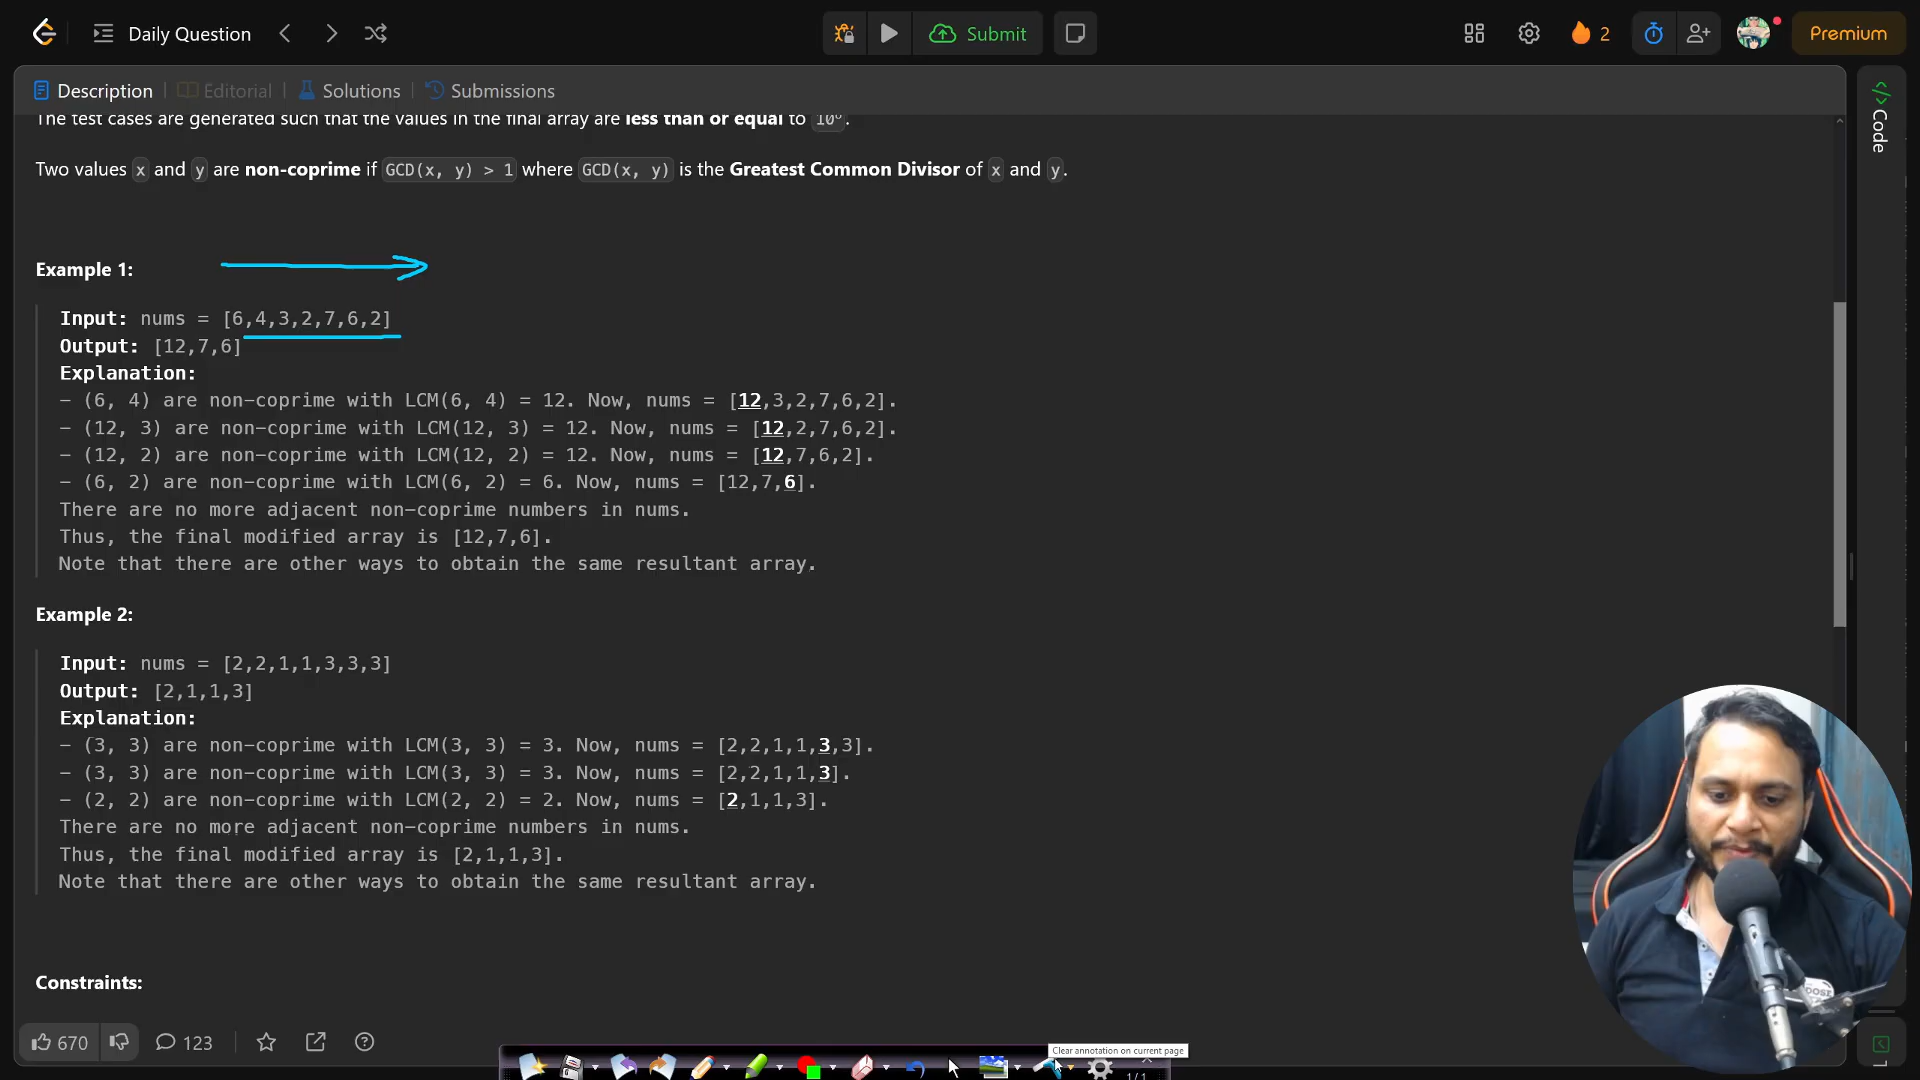 Daily Question
Submit
2
Premium
Description
Editorial
Solutions
Submissions
Code
The test cases are generated such that the values in the final array are less than or equal to 10⁸.
Two values x and y are non-coprime if GCD(x, y) > 1 where GCD(x, y) is the Greatest Common Divisor of x and y.
Example 1:
Input: nums = [6,4,3,2,7,6,2]
Output: [12,7,6]
Explanation:
- (6, 4) are non-coprime with LCM(6, 4) = 12. Now, nums = [12,3,2,7,6,2].
- (12, 3) are non-coprime with LCM(12, 3) = 12. Now, nums = [12,2,7,6,2].
- (12, 2) are non-coprime with LCM(12, 2) = 12. Now, nums = [12,7,6,2].
- (6, 2) are non-coprime with LCM(6, 2) = 6. Now, nums = [12,7,6].
There are no more adjacent non-coprime numbers in nums.
Thus, the final modified array is [12,7,6].
Note that there are other ways to obtain the same resultant array.
Example 2:
Input: nums = [2,2,1,1,3,3,3]
Output: [2,1,1,3]
Explanation:
- (3, 3) are non-coprime with LCM(3, 3) = 3. Now, nums = [2,2,1,1,3,3].
- (3, 3) are non-coprime with LCM(3, 3) = 3. Now, nums = [2,2,1,1,3].
- (2, 2) are non-coprime with LCM(2, 2) = 2. Now, nums = [2,1,1,3].
There are no more adjacent non-coprime numbers in nums.
Thus, the final modified array is [2,1,1,3].
Note that there are other ways to obtain the same resultant array.
Constraints:
670
123
Clear annotation on current page
1/1